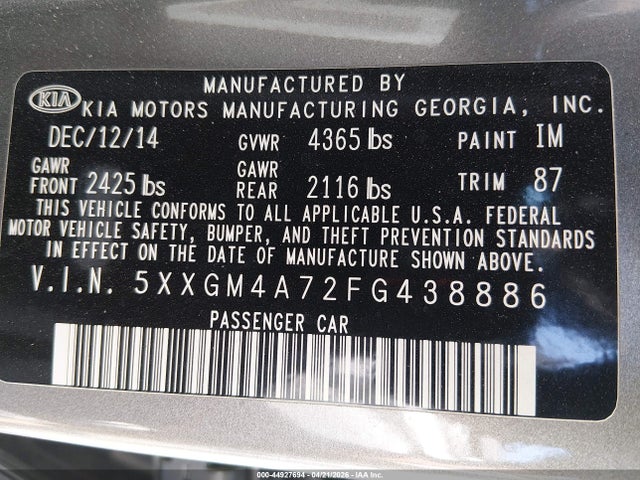 MANUFACTURED BY
KIA KIA MOTORS MANUFACTURING GEORGIA, INC.
DEC/12/14 GVWR 4365 lbs PAINT IM
GAWR FRONT 2425 lbs GAWR REAR 2116 lbs TRIM 87
THIS VEHICLE CONFORMS TO ALL APPLICABLE U.S.A. FEDERAL
MOTOR VEHICLE SAFETY, BUMPER, AND THEFT PREVENTION STANDARDS
IN EFFECT ON THE DATE OF MANUFACTURE SHOWN ABOVE.
V.I.N. 5XXGM4A72FG438886
PASSENGER CAR
000-44927694 - 04/21/2026 - IAA Inc.